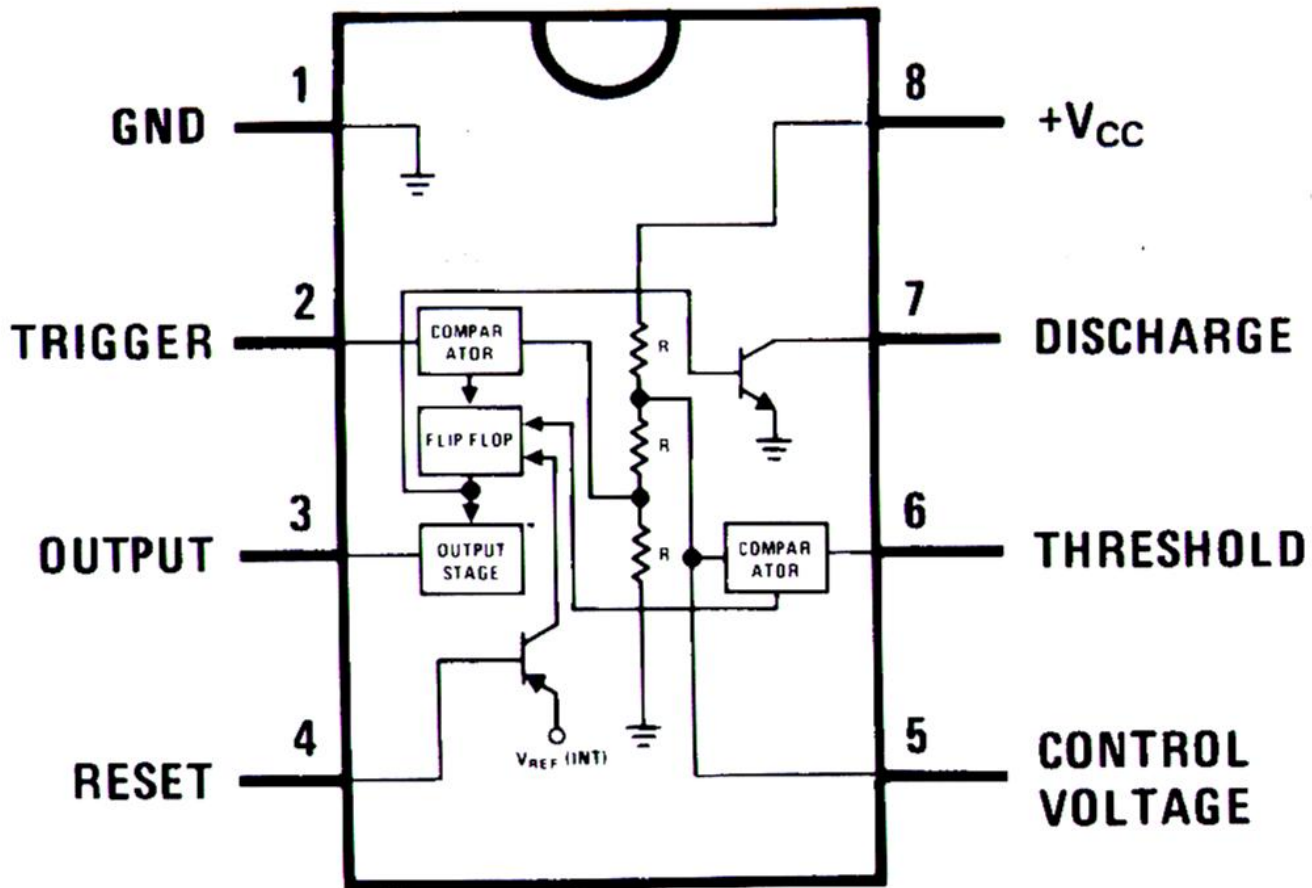 1
GND
8
+VCC
2
TRIGGER
7
DISCHARGE
COMPAR
ATOR
R
FLIP FLOP
R
3
OUTPUT
6
THRESHOLD
OUTPUT
STAGE
R
COMPAR
ATOR
4
RESET
VREF (INT)
5
CONTROL
VOLTAGE